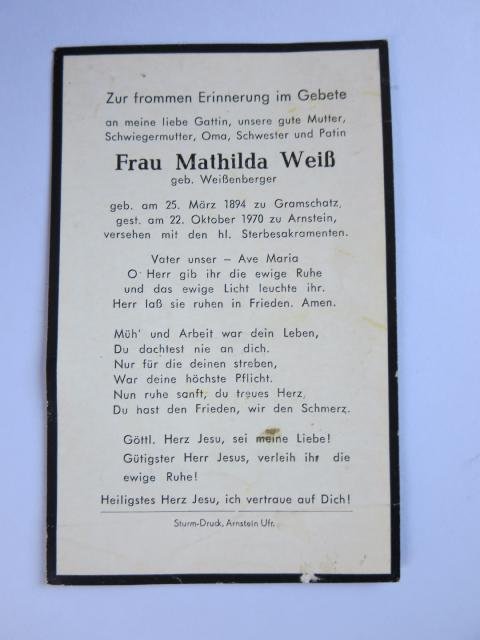 Zur frommen Erinnerung im Gebete
an meine liebe Gattin, unsere gute Mutter,
Schwiegermutter, Oma, Schwester und Patin
Frau Mathilda Weiß
geb. Weißenberger
geb. am 25. März 1894 zu Gramschatz,
gest. am 22. Oktober 1970 zu Arnstein,
versehen mit den hl. Sterbesakramenten.
Vater unser – Ave Maria
O Herr gib ihr die ewige Ruhe
und das ewige Licht leuchte ihr.
Herr laß sie ruhen in Frieden. Amen.
Müh' und Arbeit war dein Leben,
Du dachtest nie an dich.
Nur für die deinen streben,
War deine höchste Pflicht.
Nun ruhe sanft, du treues Herz,
Du hast den Frieden, wir den Schmerz.
Göttl. Herz Jesu, sei meine Liebe!
Gütigster Herr Jesus, verleih ihr die
ewige Ruhe!
Heiligstes Herz Jesu, ich vertraue auf Dich!
Sturm-Druck, Arnstein Ufr.